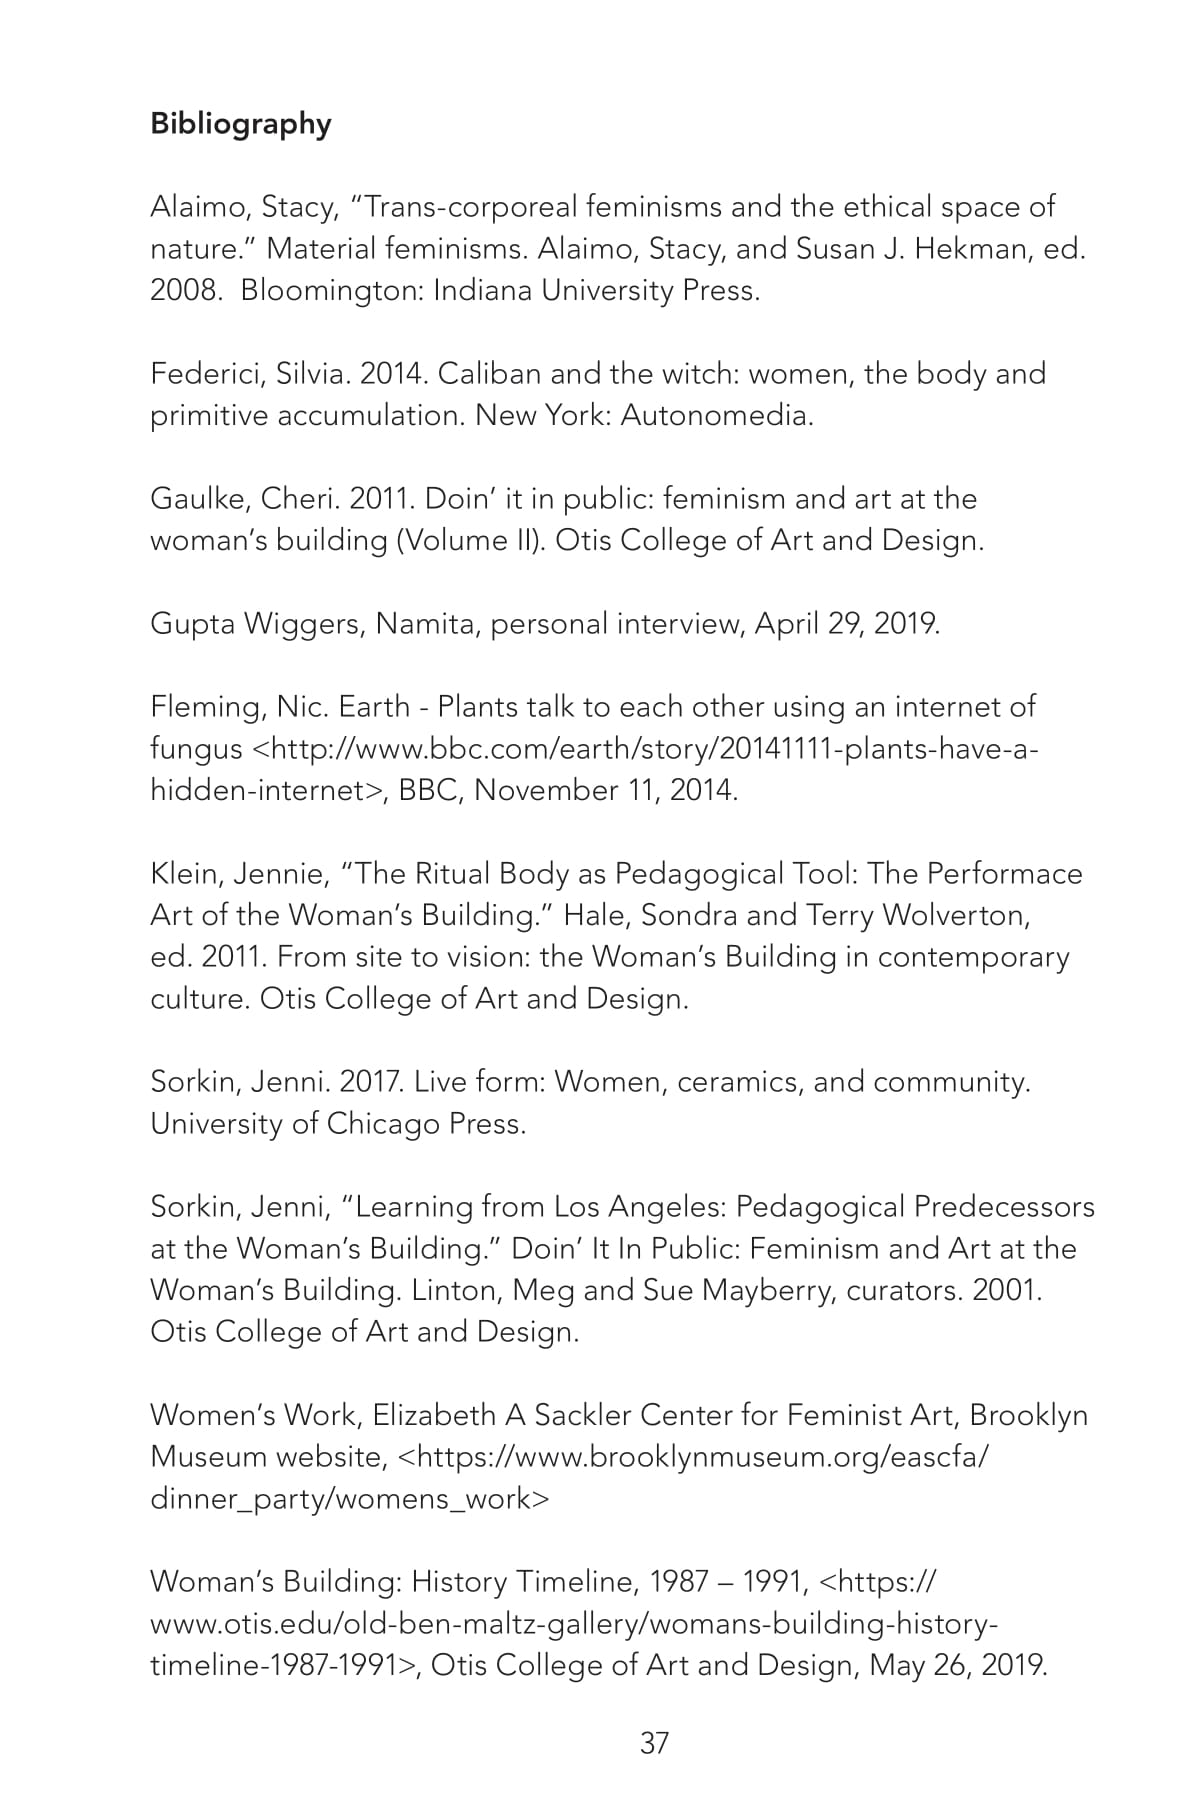 Bibliography
Alaimo, Stacy, “Trans-corporeal feminisms and the ethical space of
nature.” Material feminisms. Alaimo, Stacy, and Susan J. Hekman, ed.
2008.  Bloomington: Indiana University Press.
Federici, Silvia. 2014. Caliban and the witch: women, the body and
primitive accumulation. New York: Autonomedia.
Gaulke, Cheri. 2011. Doin’ it in public: feminism and art at the
woman’s building (Volume II). Otis College of Art and Design.
Gupta Wiggers, Namita, personal interview, April 29, 2019.
Fleming, Nic. Earth - Plants talk to each other using an internet of
fungus <http://www.bbc.com/earth/story/20141111-plants-have-a-
hidden-internet>, BBC, November 11, 2014.
Klein, Jennie, “The Ritual Body as Pedagogical Tool: The Performace
Art of the Woman’s Building.” Hale, Sondra and Terry Wolverton,
ed. 2011. From site to vision: the Woman’s Building in contemporary
culture. Otis College of Art and Design.
Sorkin, Jenni. 2017. Live form: Women, ceramics, and community.
University of Chicago Press.
Sorkin, Jenni, “Learning from Los Angeles: Pedagogical Predecessors
at the Woman’s Building.” Doin’ It In Public: Feminism and Art at the
Woman’s Building. Linton, Meg and Sue Mayberry, curators. 2001.
Otis College of Art and Design.
Women’s Work, Elizabeth A Sackler Center for Feminist Art, Brooklyn
Museum website, <https://www.brooklynmuseum.org/eascfa/
dinner_party/womens_work>
Woman’s Building: History Timeline, 1987 – 1991, <https://
www.otis.edu/old-ben-maltz-gallery/womans-building-history-
timeline-1987-1991>, Otis College of Art and Design, May 26, 2019.
37